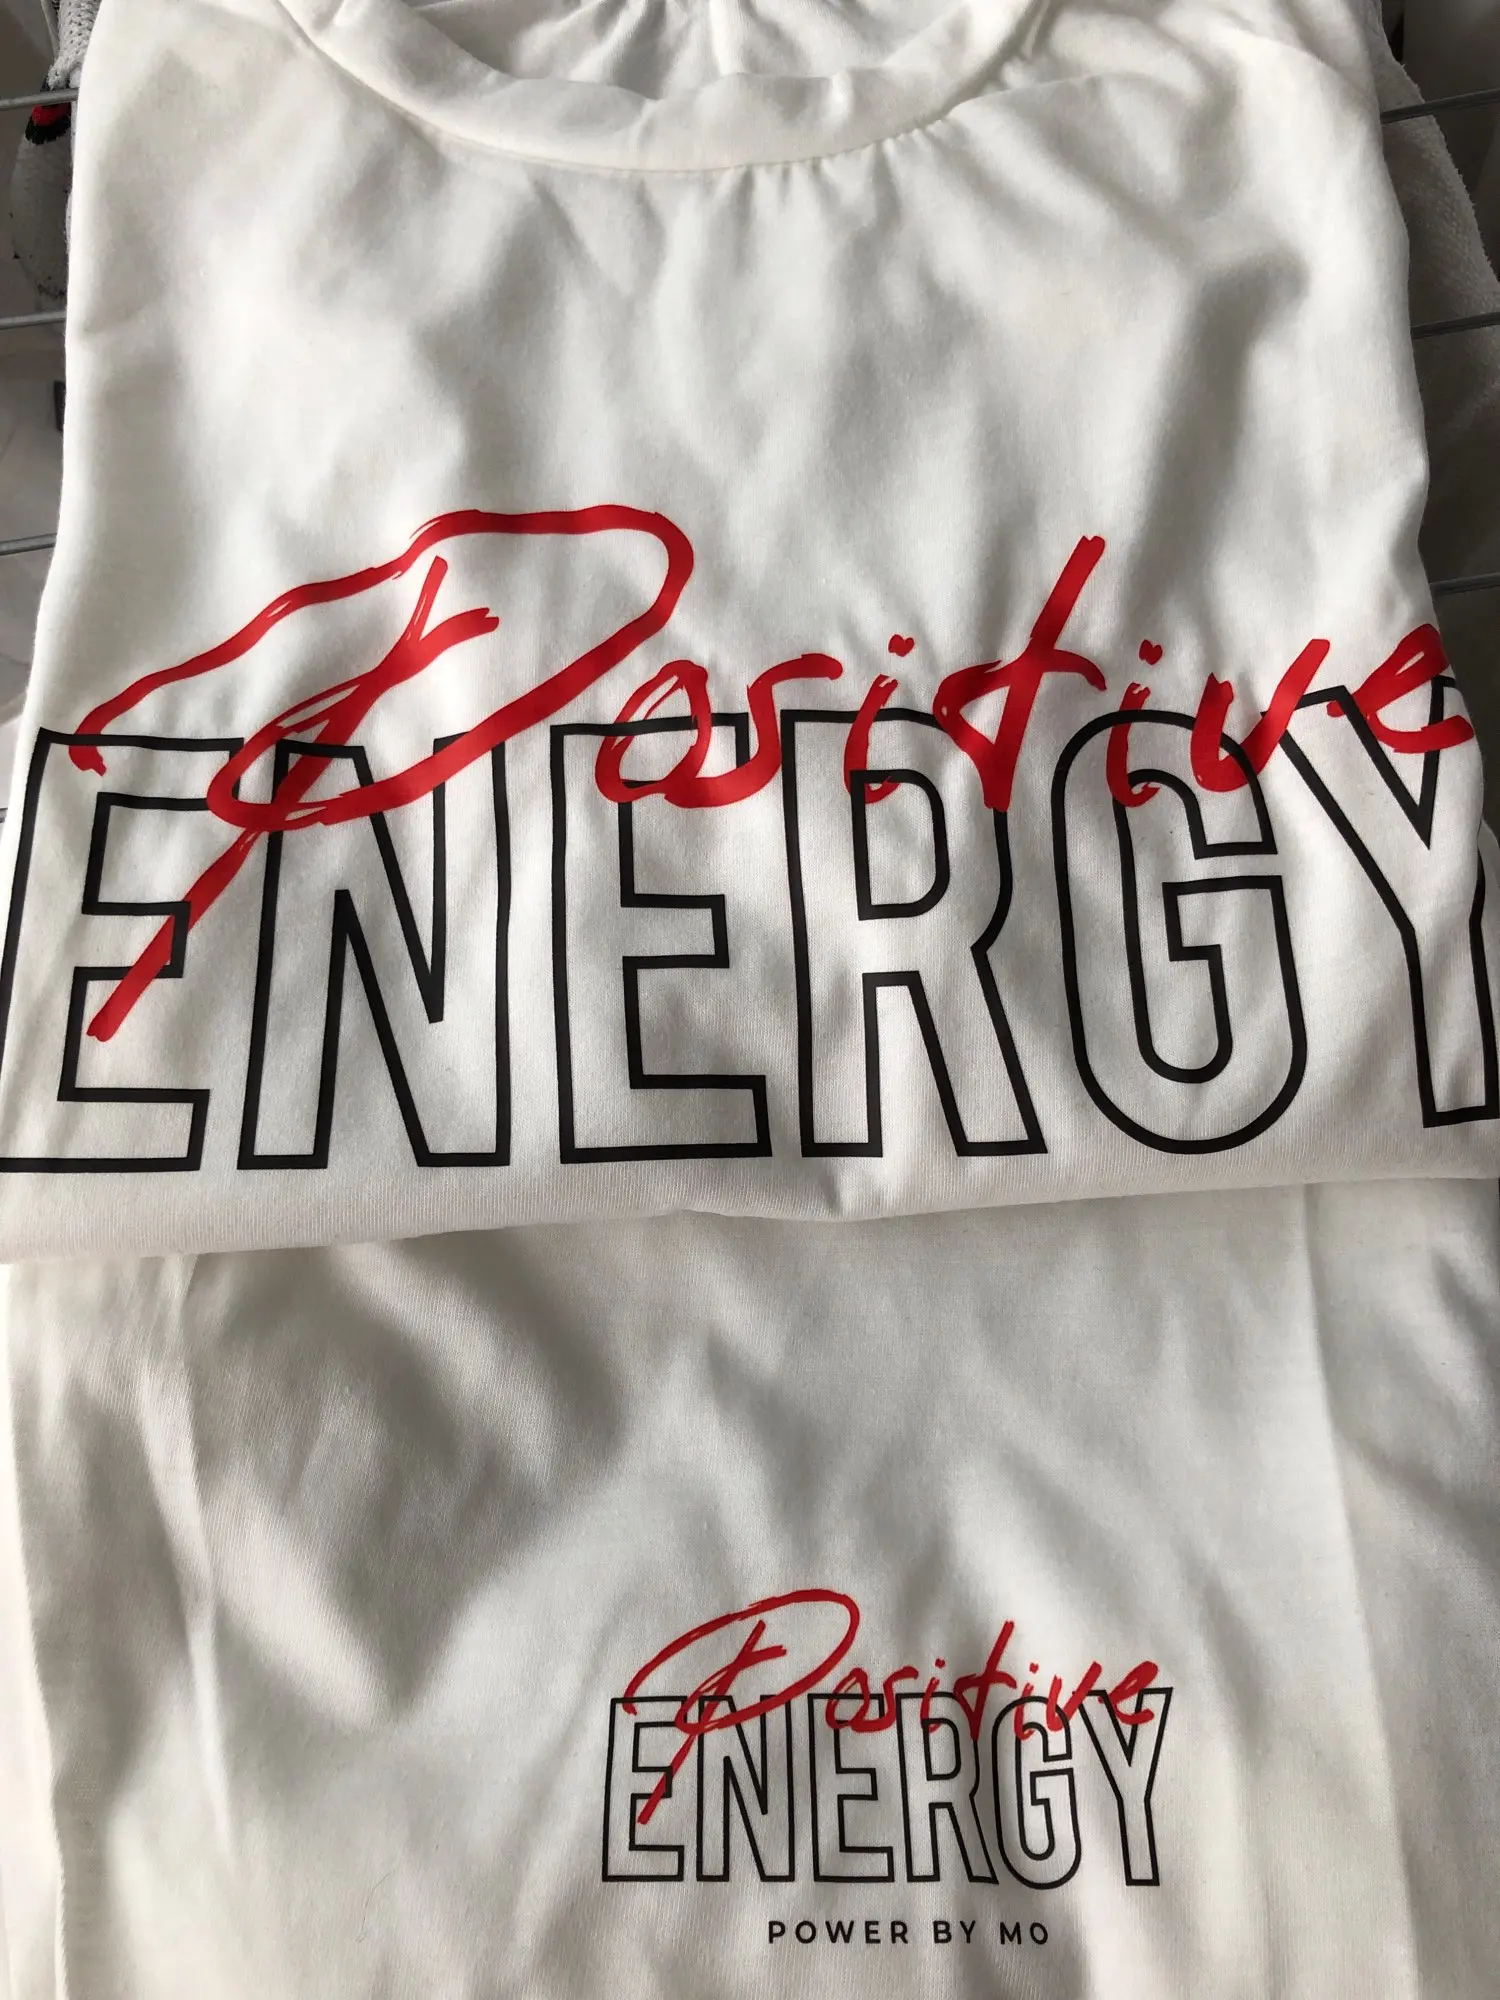 Positive
ENERGY
Positive
ENERGY
POWER BY MO